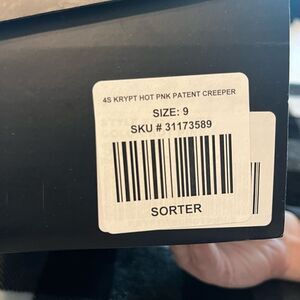 4S KRYPT HOT PNK PATENT CREEPER
SIZE: 9
SKU # 31173589
SORTER